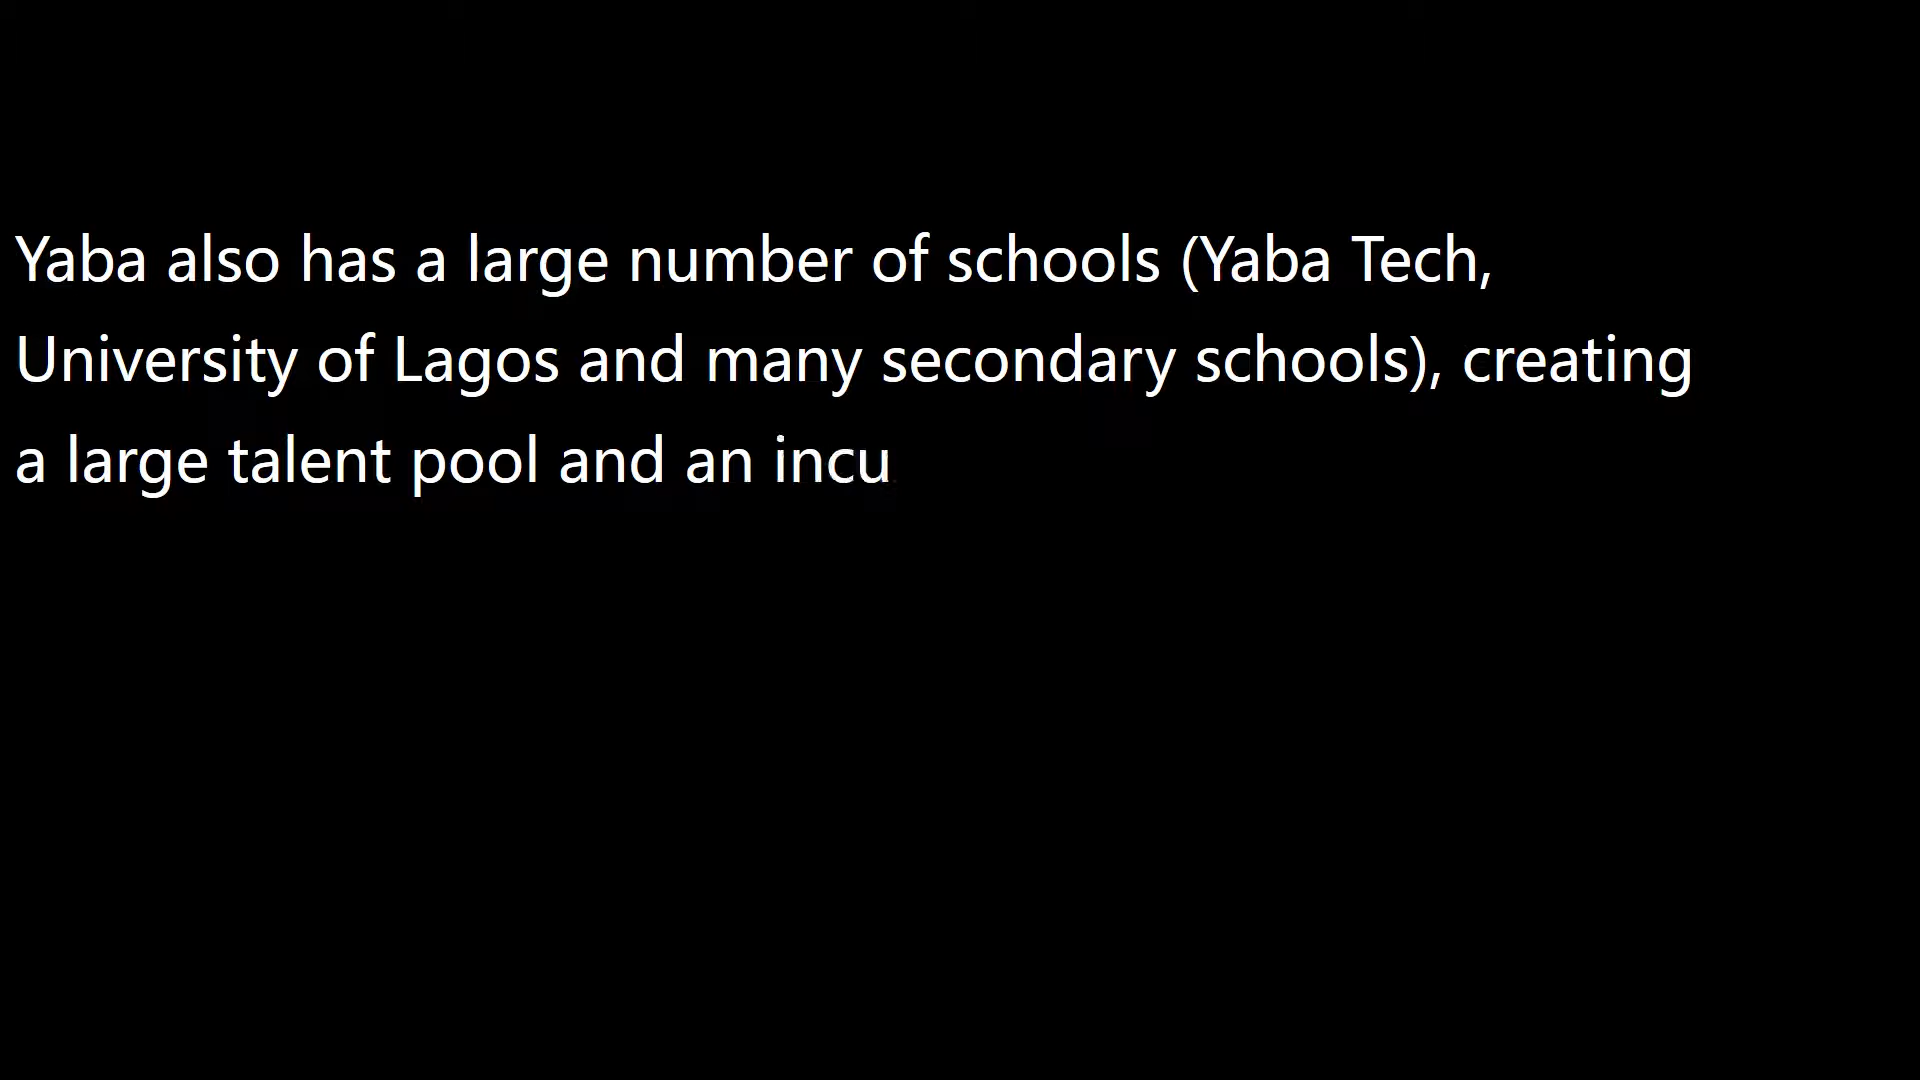 Yaba also has a large number of schools (Yaba Tech,
University of Lagos and many secondary schools), creating
a large talent pool and an incu